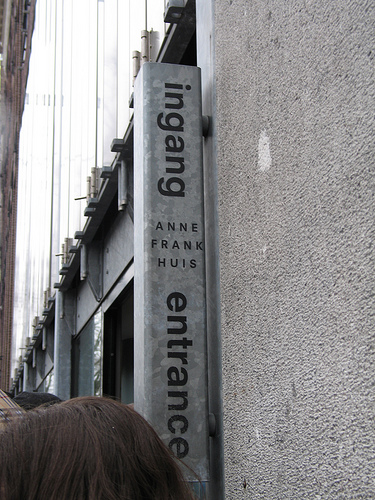 ingang
ANNE
FRANK
HUIS
entrance